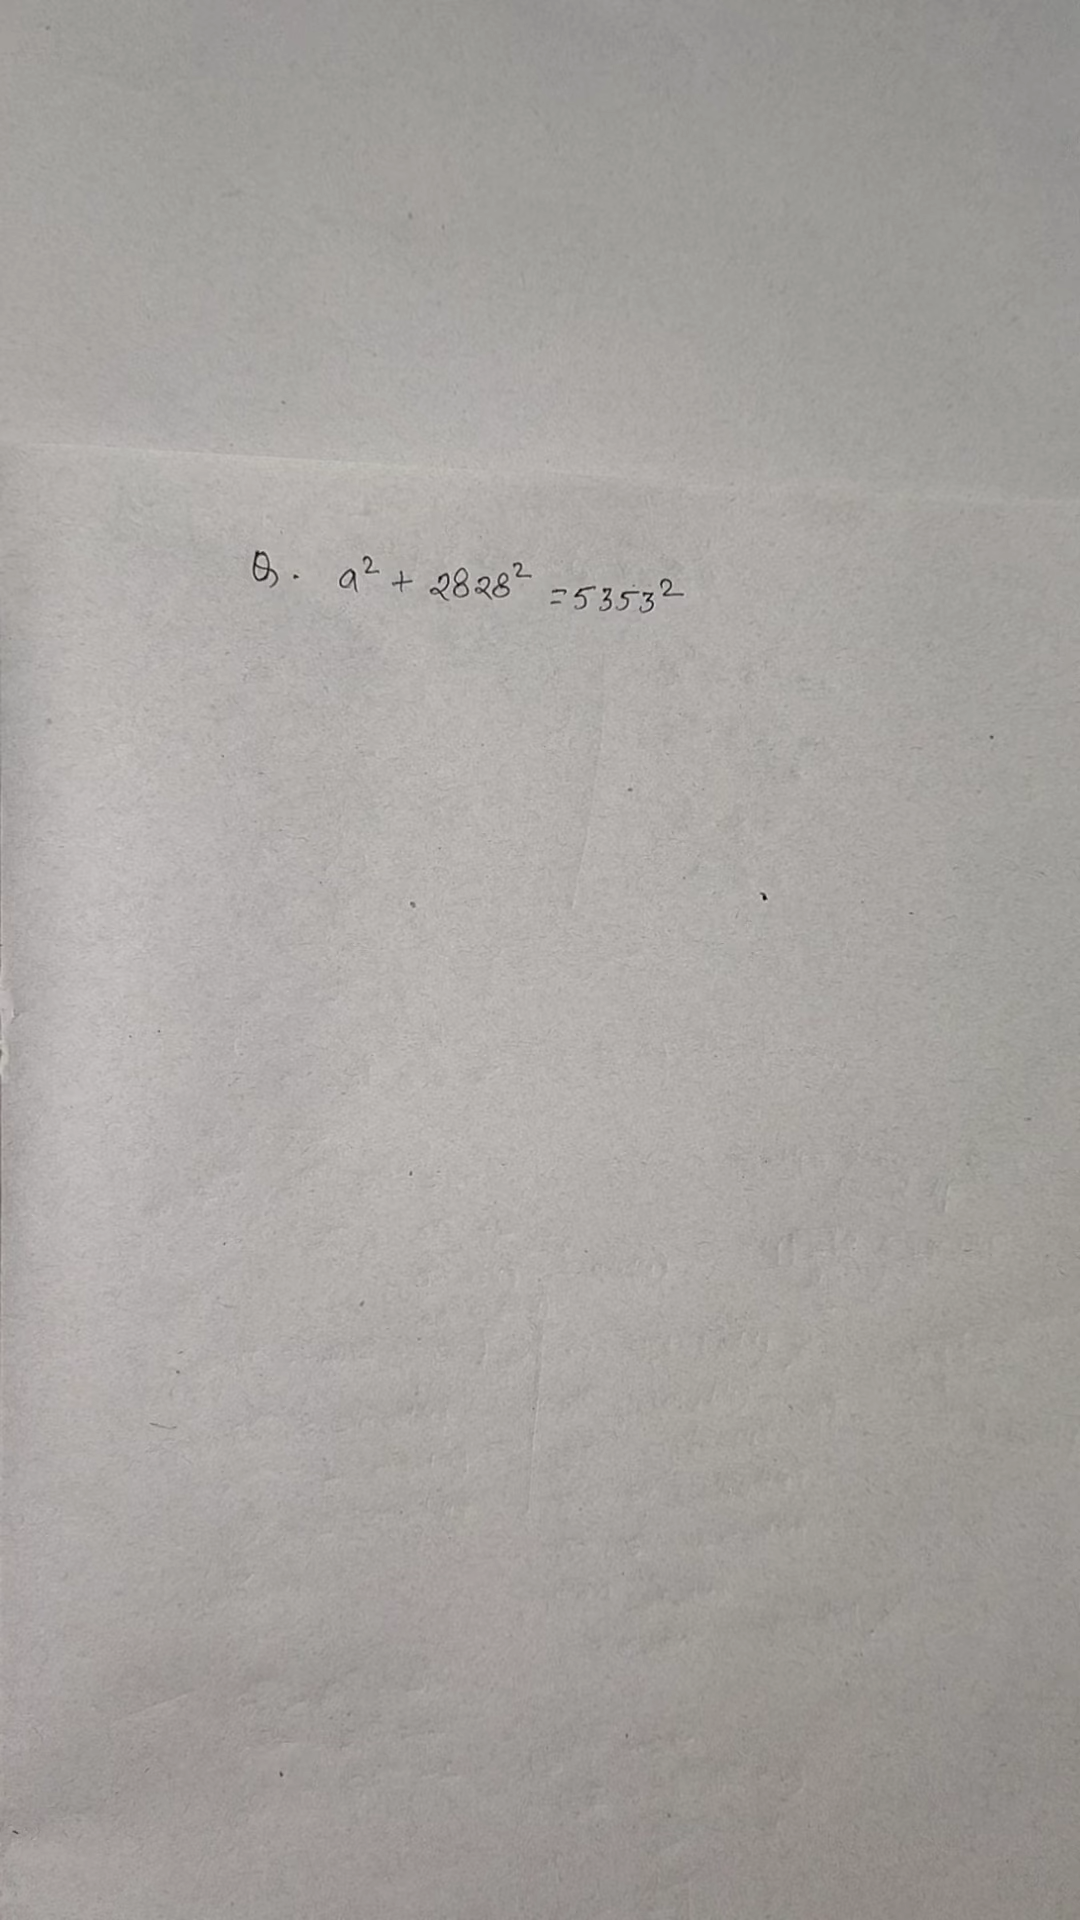 Q. a² + 2828² = 5353²